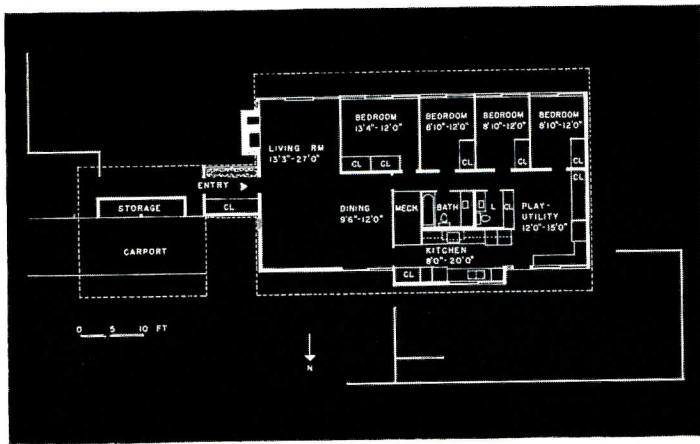 LIVING RM
13'3"-27'0"
BEDROOM
13'4"-12'0"
CL
CL
BEDROOM
8'10"-12'0"
CL
BEDROOM
8'10"-12'0"
CL
BEDROOM
8'10"-12'0"
CL
CL
ENTRY
CL
STORAGE
CARPORT
DINING
9'6"-12'0"
MECH
BATH
L
CL
PLAY-
UTILITY
12'0"-15'0"
KITCHEN
8'0"-20'0"
CL
0 5 10 FT
N